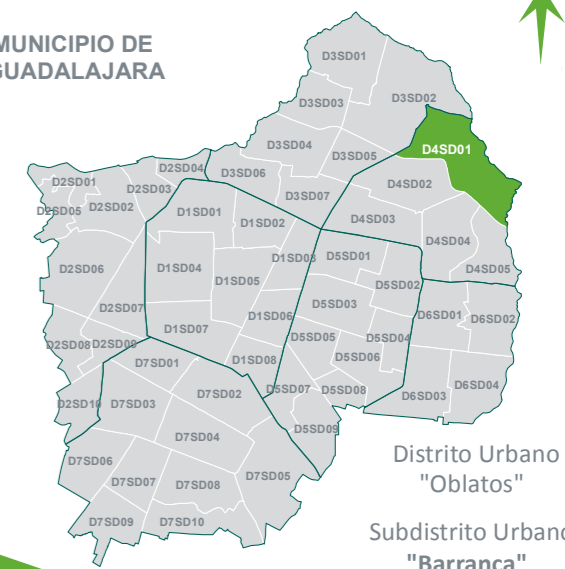 MUNICIPIO DE
GUADALAJARA
D3SD01
D3SD02
D3SD03
D3SD04
D3SD05
D4SD01
D2SD04
D3SD06
D2SD01
D2SD03
D4SD02
D3SD07
D2SD05
D2SD02
D1SD01
D1SD02
D4SD03
D4SD04
D1SD03
D5SD01
D2SD06
D1SD04
D4SD05
D1SD05
D5SD02
D5SD03
D2SD07
D1SD06
D6SD01
D6SD02
D1SD07
D5SD05
D5SD04
D2SD08
D2SD09
D5SD06
D7SD01
D1SD08
D6SD04
D7SD02
D5SD07
D5SD08
D6SD03
D2SD10
D7SD03
D5SD09
D7SD04
Distrito Urbano
"Oblatos"
D7SD06
D7SD05
D7SD07
D7SD08
D7SD09
D7SD10
Subdistrito Urbano
"Barranca"